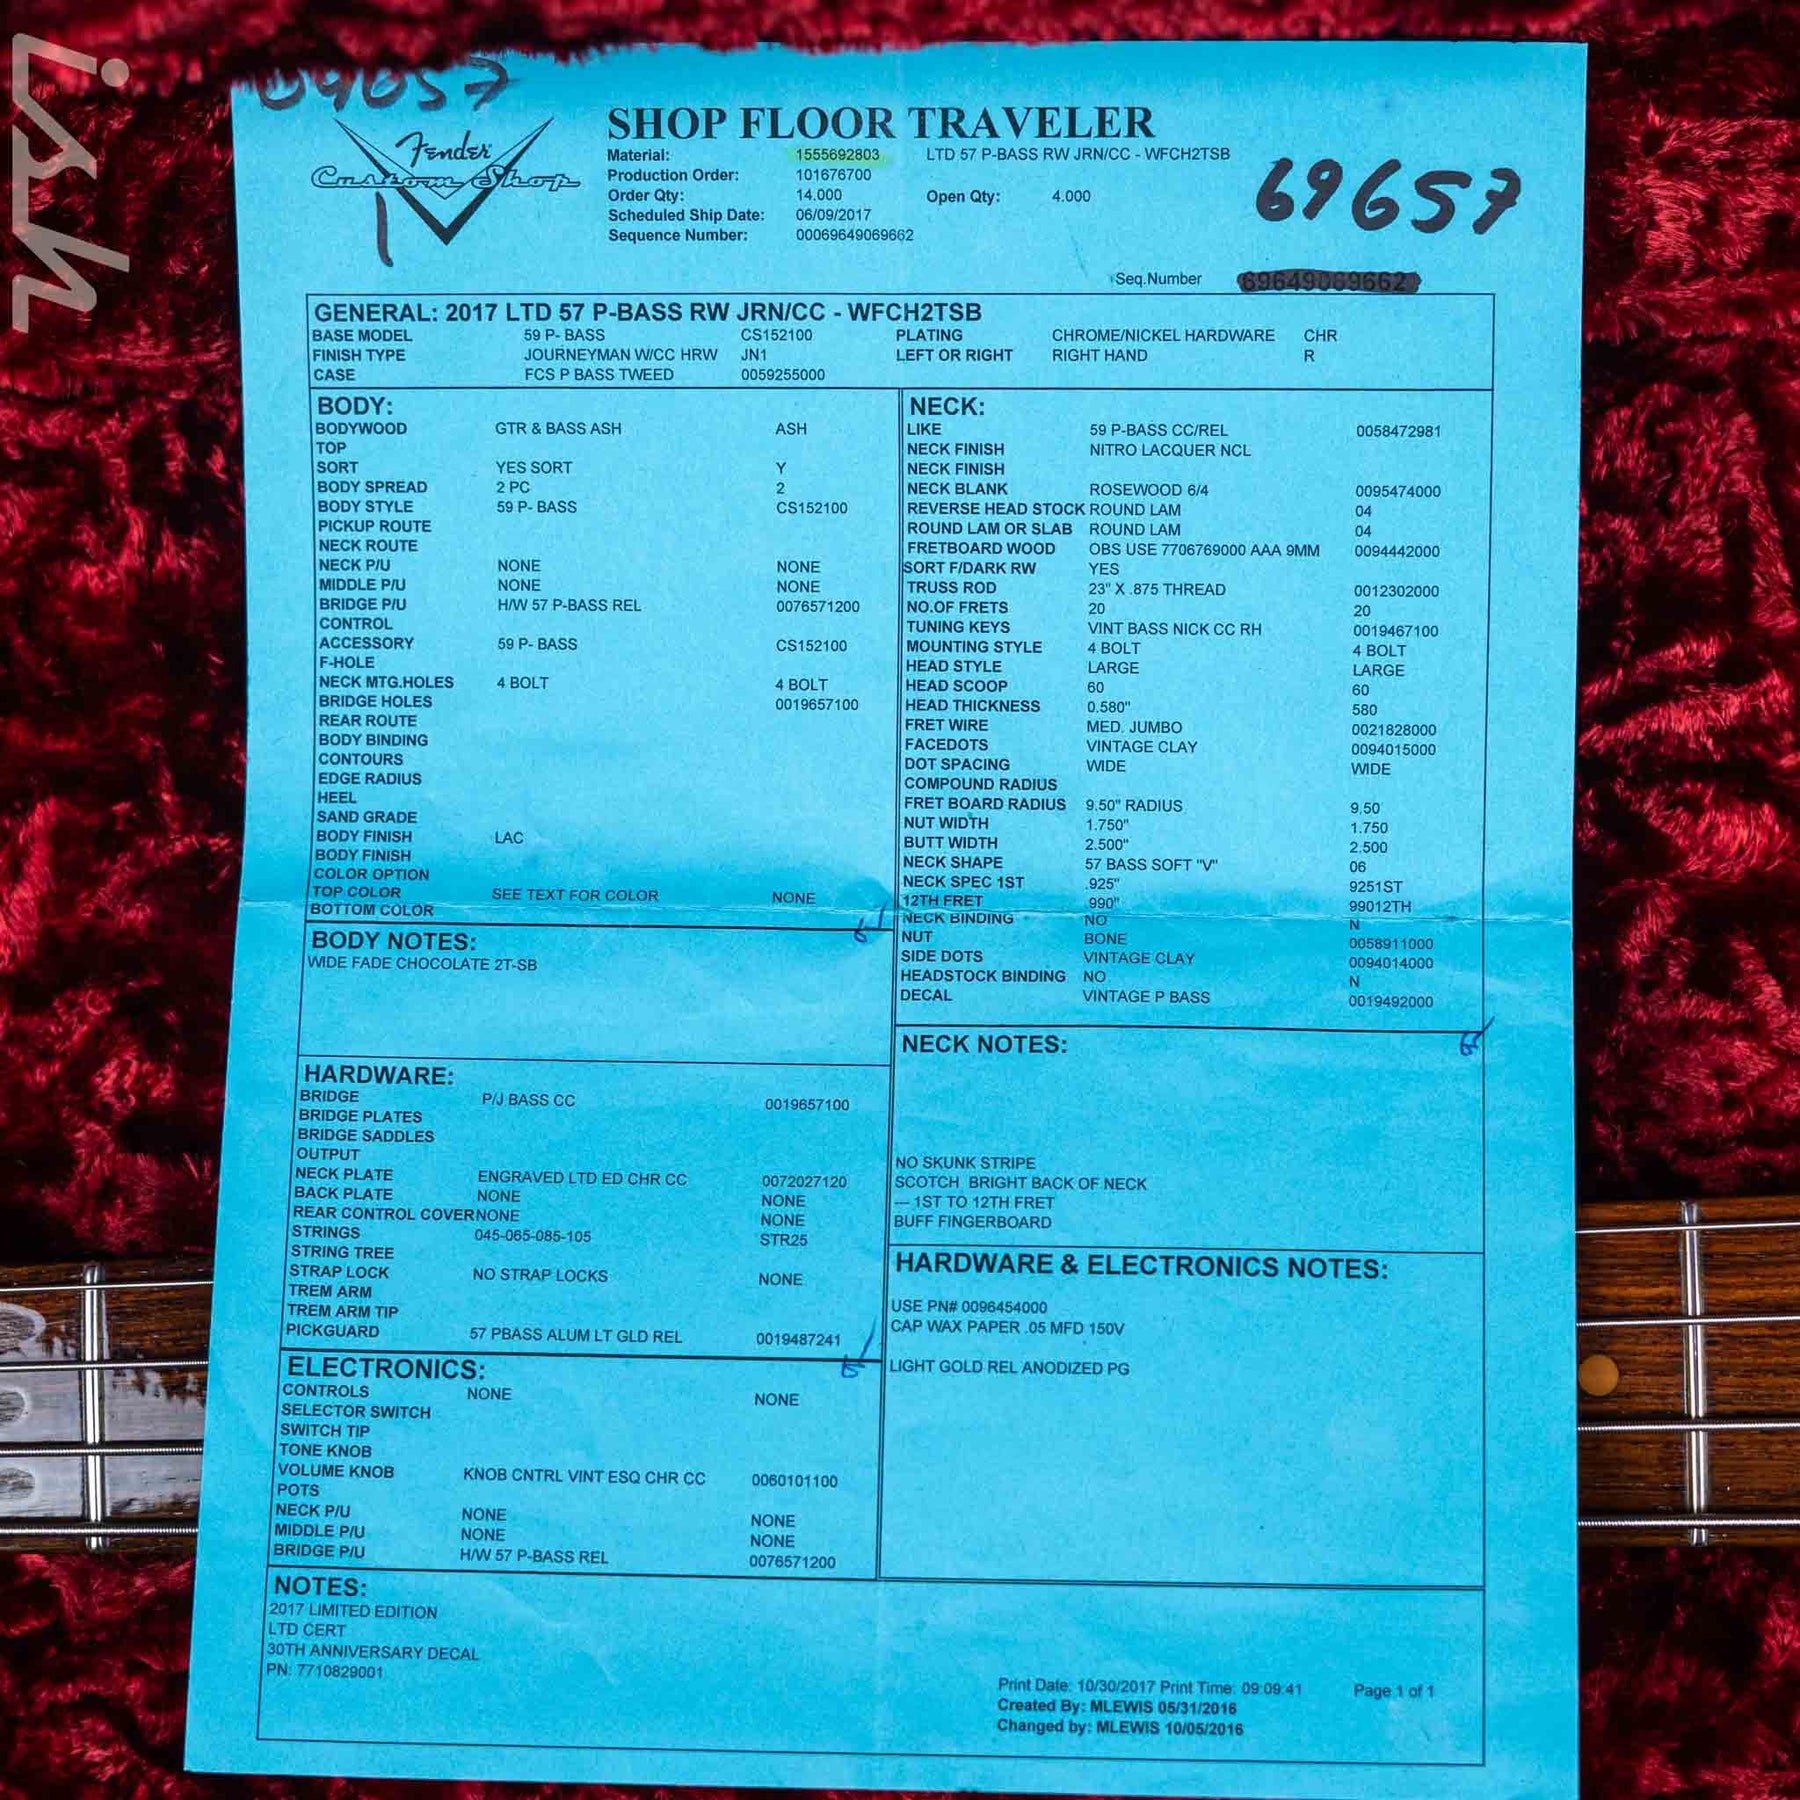 ish
69657
Fender
Custom Shop
SHOP FLOOR TRAVELER
Material: 1555692803 LTD 57 P-BASS RW JRN/CC - WFCH2TSB
Production Order: 101676700
Order Qty: 14.000 Open Qty: 4.000
Scheduled Ship Date: 06/09/2017
Sequence Number: 00069649069662
69657
Seq.Number 69649069662
GENERAL: 2017 LTD 57 P-BASS RW JRN/CC - WFCH2TSB
BASE MODEL 59 P- BASS CS152100 PLATING CHROME/NICKEL HARDWARE CHR
FINISH TYPE JOURNEYMAN W/CC HRW JN1 LEFT OR RIGHT RIGHT HAND R
CASE FCS P BASS TWEED 0059255000
BODY:
BODYWOOD GTR & BASS ASH ASH
TOP
SORT YES SORT Y
BODY SPREAD 2 PC 2
BODY STYLE 59 P- BASS CS152100
PICKUP ROUTE
NECK ROUTE
NECK P/U NONE NONE
MIDDLE P/U NONE NONE
BRIDGE P/U H/W 57 P-BASS REL 0076571200
CONTROL
ACCESSORY 59 P- BASS CS152100
F-HOLE
NECK MTG.HOLES 4 BOLT 4 BOLT
BRIDGE HOLES 0019657100
REAR ROUTE
BODY BINDING
CONTOURS
EDGE RADIUS
HEEL
SAND GRADE
BODY FINISH LAC
BODY FINISH
COLOR OPTION
TOP COLOR SEE TEXT FOR COLOR NONE
BOTTOM COLOR
BODY NOTES:
WIDE FADE CHOCOLATE 2T-SB
HARDWARE:
BRIDGE P/J BASS CC 0019657100
BRIDGE PLATES
BRIDGE SADDLES
OUTPUT
NECK PLATE ENGRAVED LTD ED CHR CC 0072027120
BACK PLATE NONE NONE
REAR CONTROL COVERNONE NONE
STRINGS 045-065-085-105 STR25
STRING TREE
STRAP LOCK NO STRAP LOCKS NONE
TREM ARM
TREM ARM TIP
PICKGUARD 57 PBASS ALUM LT GLD REL 0019487241
ELECTRONICS:
CONTROLS NONE NONE
SELECTOR SWITCH
SWITCH TIP
TONE KNOB
VOLUME KNOB KNOB CNTRL VINT ESQ CHR CC 0060101100
POTS
NECK P/U NONE NONE
MIDDLE P/U NONE NONE
BRIDGE P/U H/W 57 P-BASS REL 0076571200
NECK:
LIKE 59 P-BASS CC/REL 0058472981
NECK FINISH NITRO LACQUER NCL
NECK FINISH
NECK BLANK ROSEWOOD 6/4 0095474000
REVERSE HEAD STOCK ROUND LAM 04
ROUND LAM OR SLAB ROUND LAM 04
FRETBOARD WOOD OBS USE 7706769000 AAA 9MM 0094442000
SORT F/DARK RW YES
TRUSS ROD 23" X .875 THREAD 0012302000
NO.OF FRETS 20 20
TUNING KEYS VINT BASS NICK CC RH 0019467100
MOUNTING STYLE 4 BOLT 4 BOLT
HEAD STYLE LARGE LARGE
HEAD SCOOP 60 60
HEAD THICKNESS 0.580" 580
FRET WIRE MED. JUMBO 0021828000
FACEDOTS VINTAGE CLAY 0094015000
DOT SPACING WIDE WIDE
COMPOUND RADIUS
FRET BOARD RADIUS 9.50" RADIUS 9.50
NUT WIDTH 1.750" 1.750
BUTT WIDTH 2.500" 2.500
NECK SHAPE 57 BASS SOFT "V" 06
NECK SPEC 1ST .925" 9251ST
12TH FRET .990" 99012TH
NECK BINDING NO N
NUT BONE 0058911000
SIDE DOTS VINTAGE CLAY 0094014000
HEADSTOCK BINDING NO N
DECAL VINTAGE P BASS 0019492000
NECK NOTES:
NO SKUNK STRIPE
SCOTCH BRIGHT BACK OF NECK
--- 1ST TO 12TH FRET
BUFF FINGERBOARD
HARDWARE & ELECTRONICS NOTES:
USE PN# 0096454000
CAP WAX PAPER .05 MFD 150V
LIGHT GOLD REL ANODIZED PG
NOTES:
2017 LIMITED EDITION
LTD CERT
30TH ANNIVERSARY DECAL
PN: 7710829001
Print Date: 10/30/2017 Print Time: 09:09:41 Page 1 of 1
Created By: MLEWIS 05/31/2016
Changed by: MLEWIS 10/05/2016